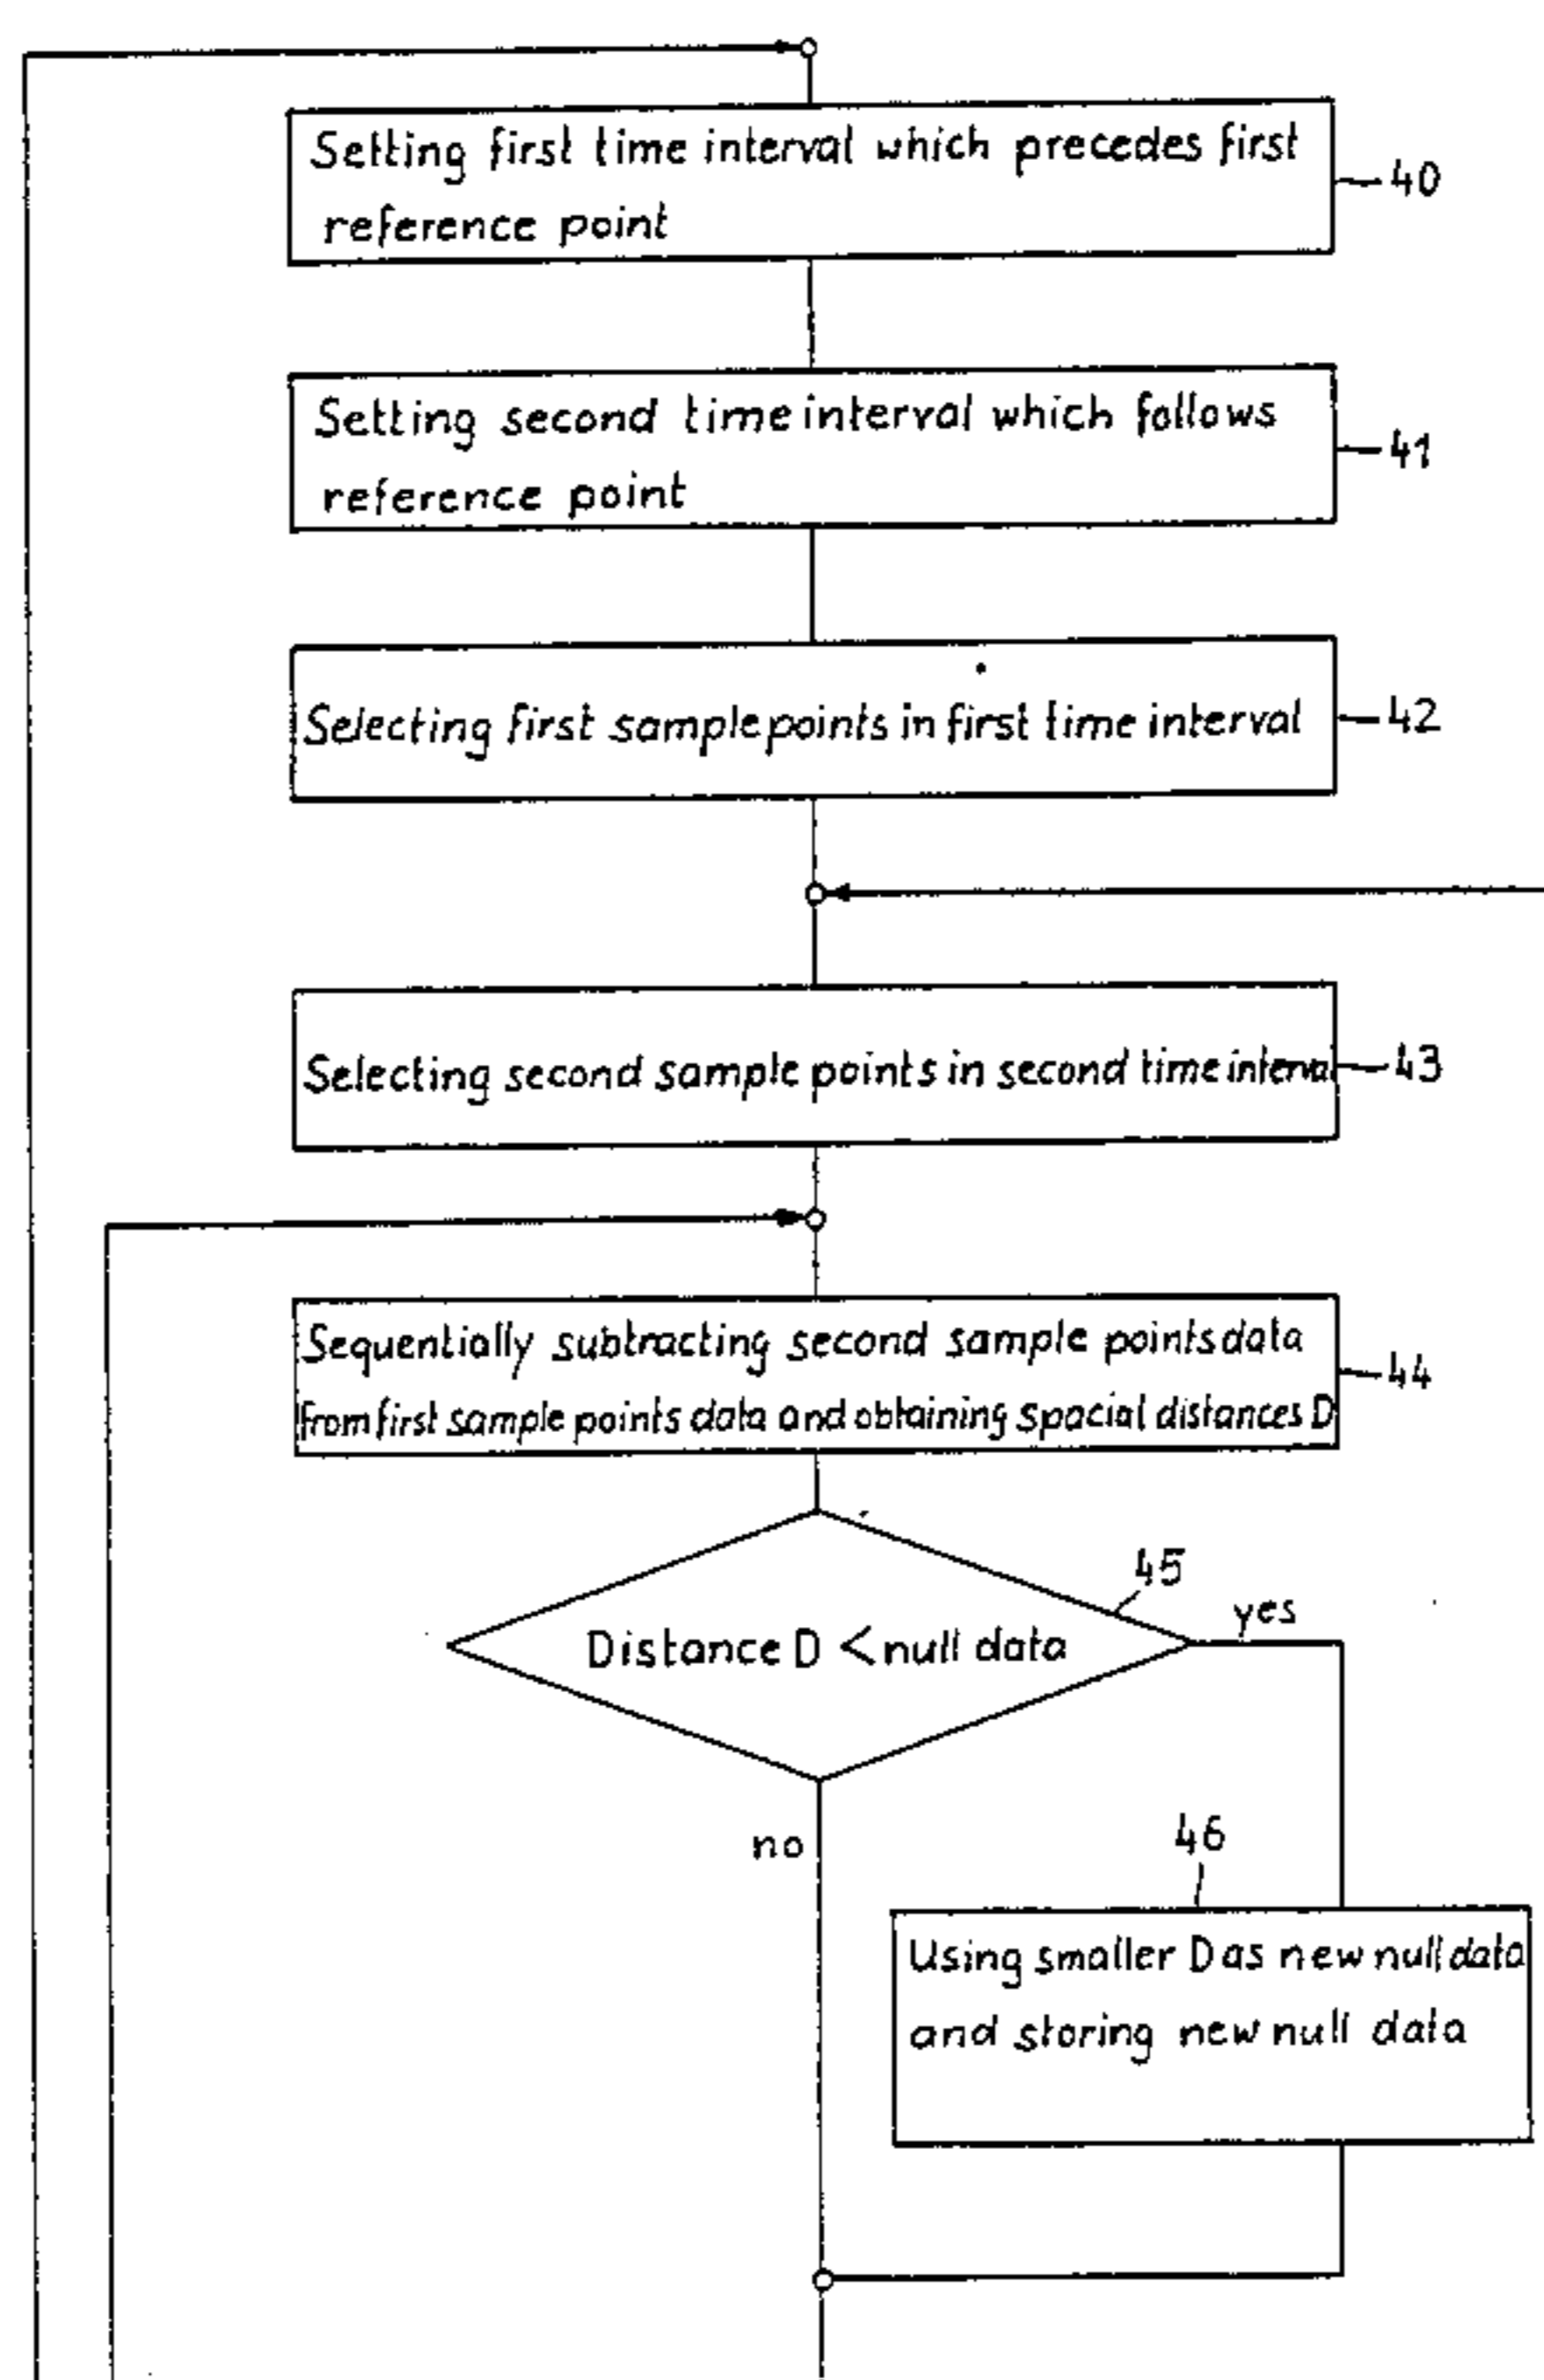 Setting first time interval which precedes first
reference point
40
Setting second time interval which follows
reference point
41
Selecting first sample points in first time interval
42
Selecting second sample points in second time interval
43
Sequentially subtracting second sample points data
from first sample points data and obtaining spacial distances D
44
45
Distance D < null data
yes
no
46
Using smaller D as new null data
and storing new null data